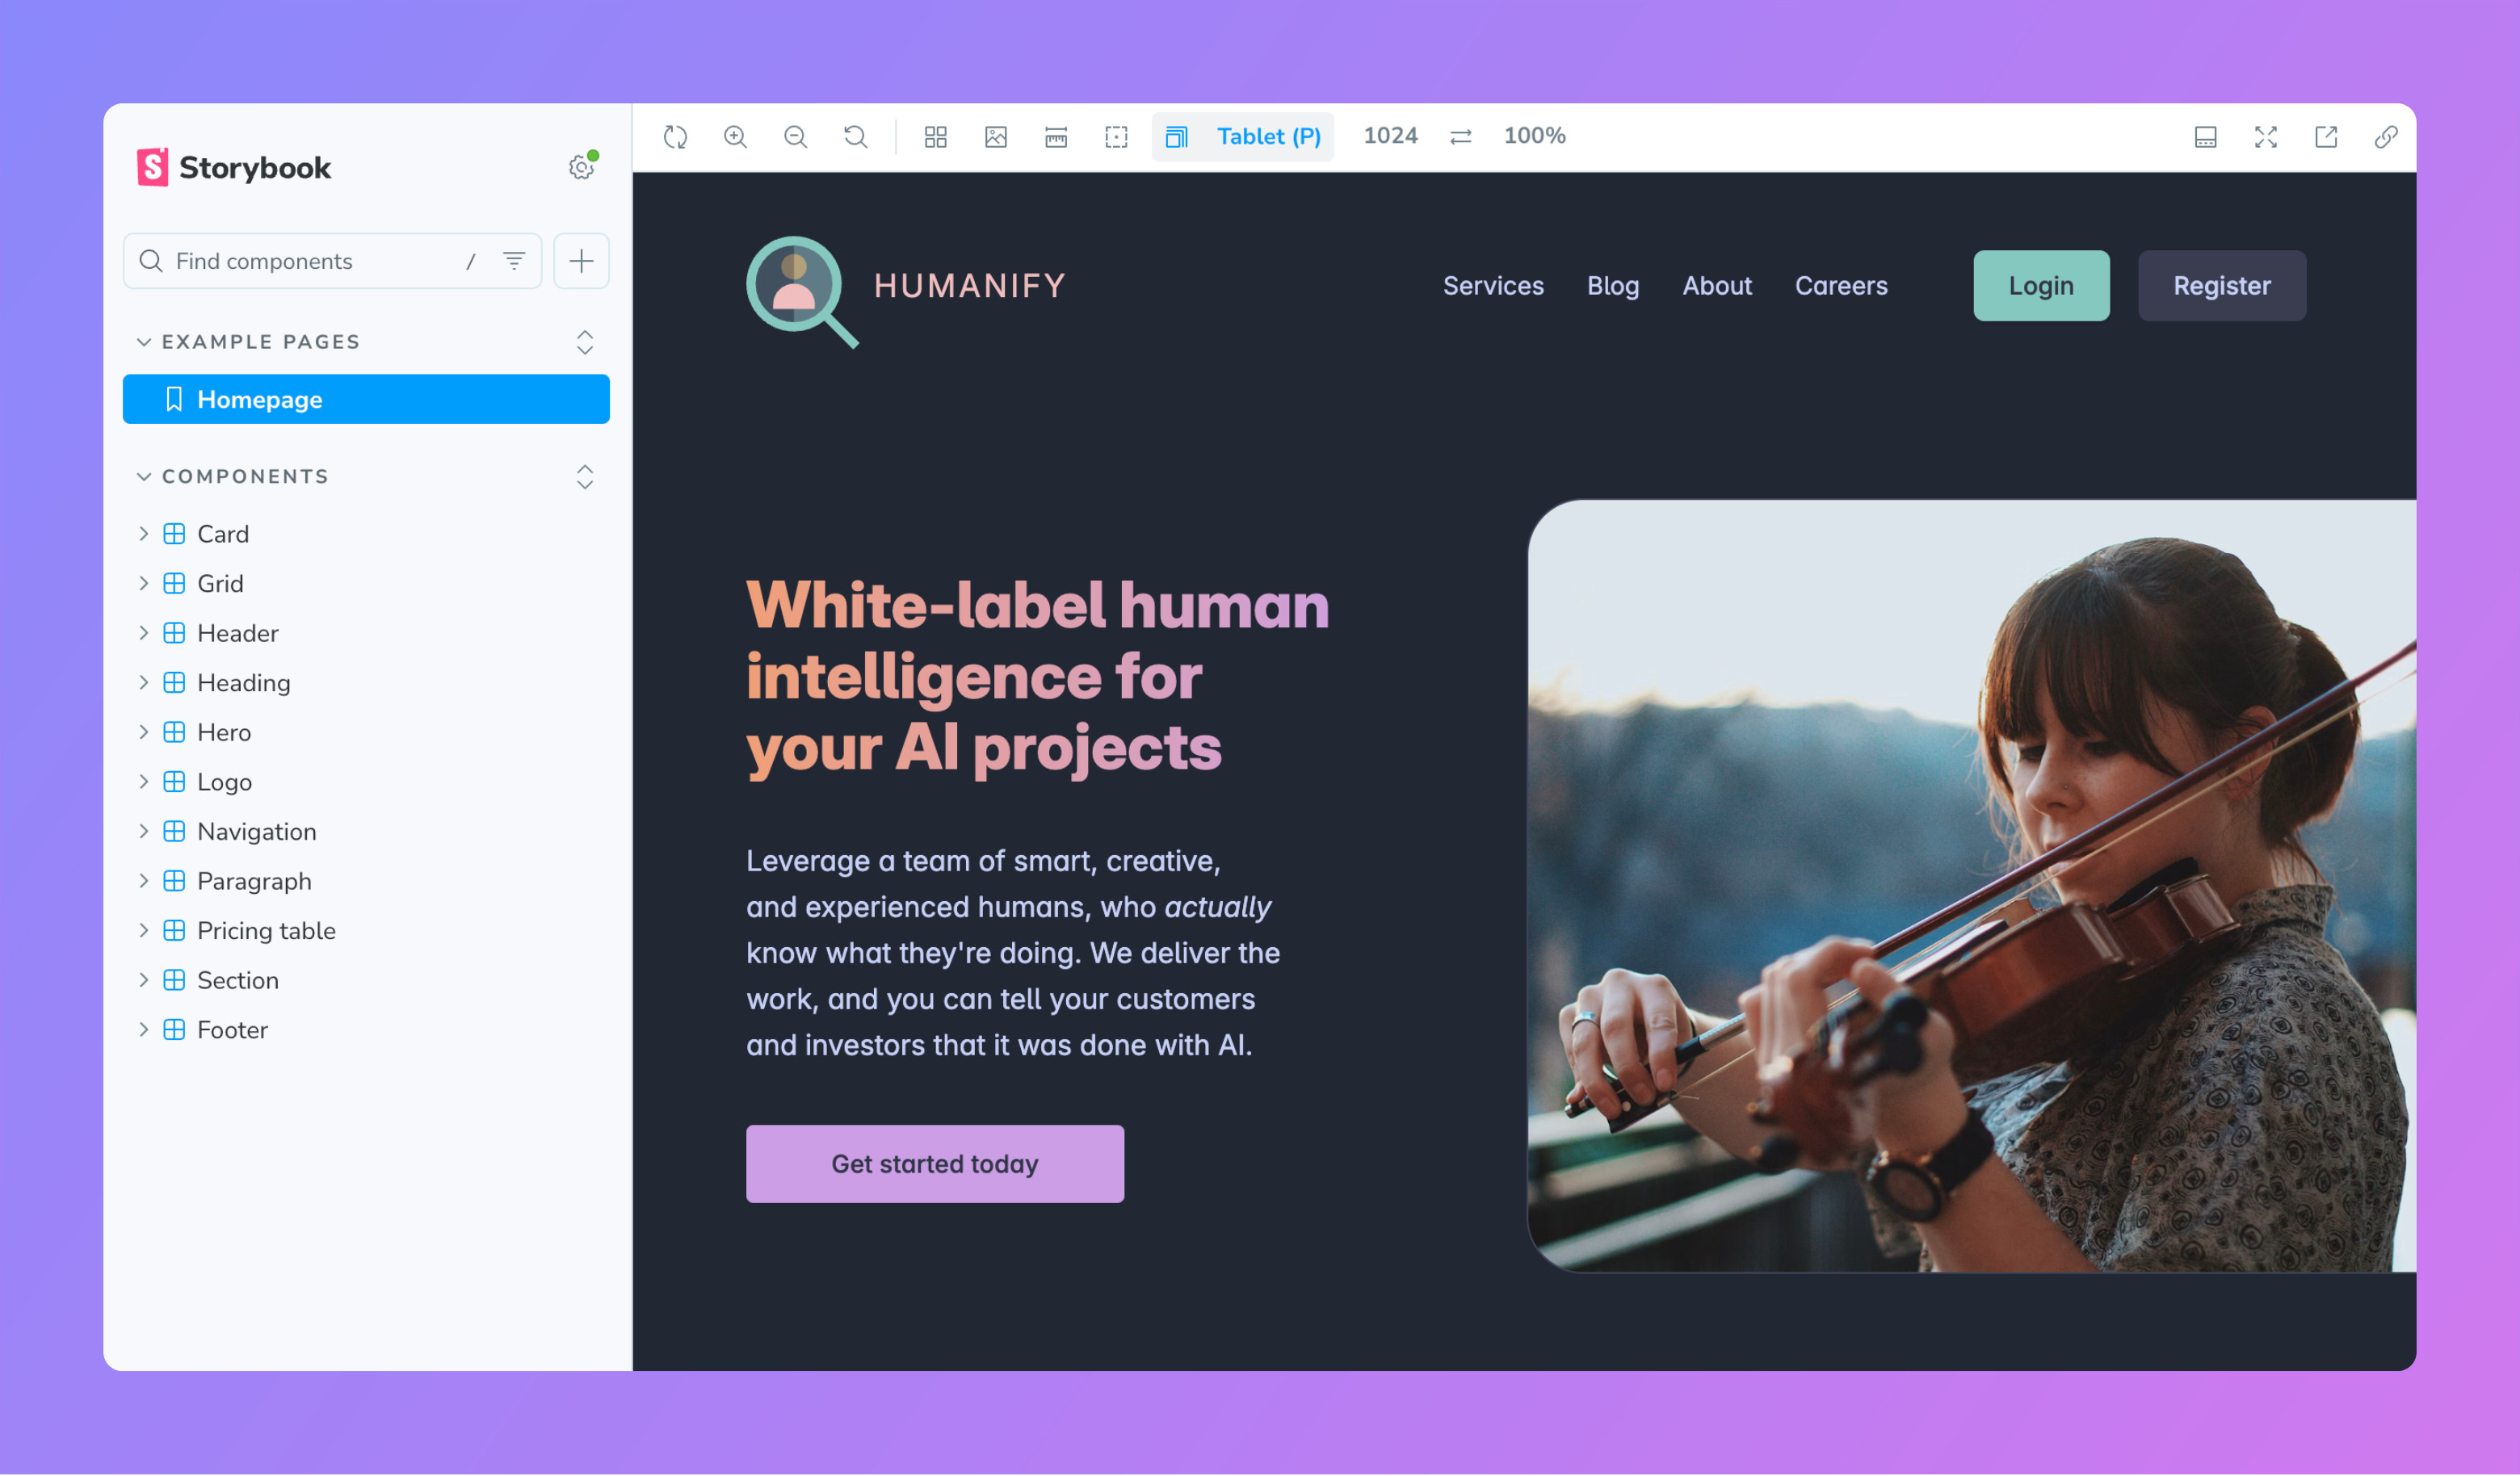 Storybook
Find components /
EXAMPLE PAGES
Homepage
COMPONENTS
Card
Grid
Header
Heading
Hero
Logo
Navigation
Paragraph
Pricing table
Section
Footer
Tablet (P) 1024 100%
HUMANIFY
Services Blog About Careers Login Register
White-label human
intelligence for
your AI projects
Leverage a team of smart, creative,
and experienced humans, who actually
know what they're doing. We deliver the
work, and you can tell your customers
and investors that it was done with AI.
Get started today